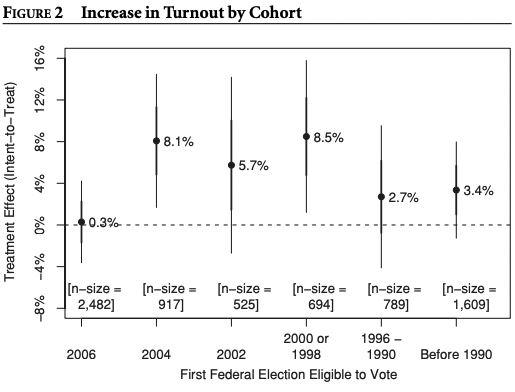 FIGURE 2 Increase in Turnout by Cohort
Treatment Effect (Intent−to−Treat)
16%
12%
8%
4%
0%
−4%
−8%
0.3%
8.1%
5.7%
8.5%
2.7%
3.4%
[n−size =
2,482]
[n−size =
917]
[n−size =
525]
[n−size =
694]
[n−size =
789]
[n−size =
1,609]
2006
2004
2002
2000 or
1998
1996 −
1990
Before 1990
First Federal Election Eligible to Vote